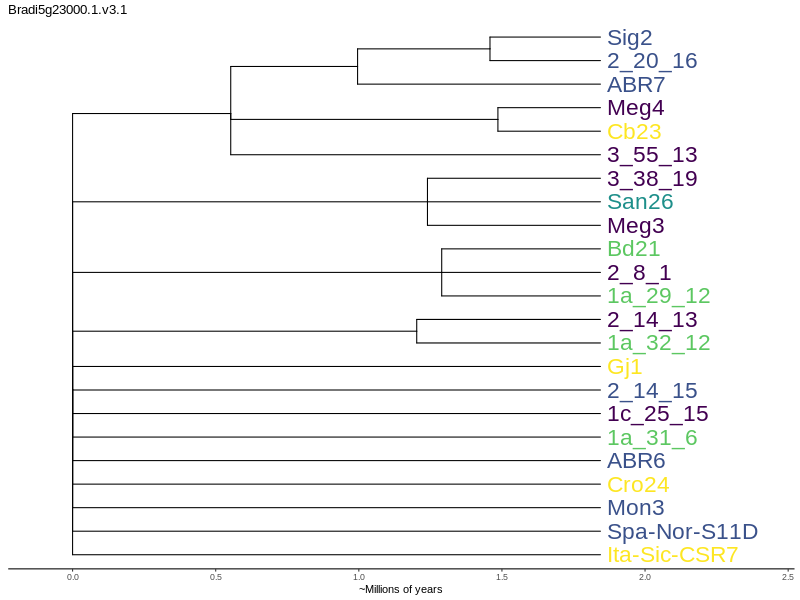 Bradi5g23000.1.v3.1
Sig2
2_20_16
ABR7
Meg4
Cb23
3_55_13
3_38_19
San26
Meg3
Bd21
2_8_1
1a_29_12
2_14_13
1a_32_12
Gj1
2_14_15
1c_25_15
1a_31_6
ABR6
Cro24
Mon3
Spa-Nor-S11D
Ita-Sic-CSR7
0.0 0.5 1.0 1.5 2.0 2.5
~Millions of years